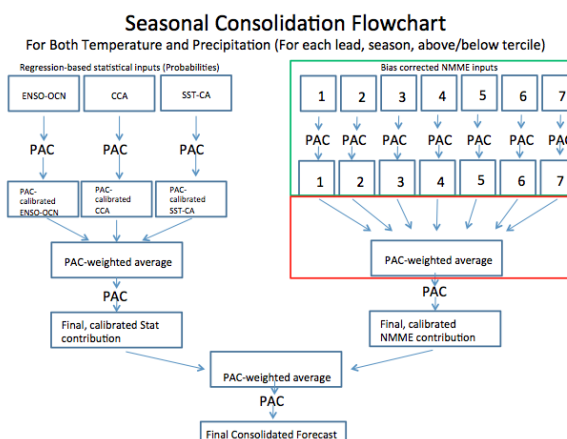 Seasonal Consolidation Flowchart
For Both Temperature and Precipitation (For each lead, season, above/below tercile)
Regression-based statistical inputs (Probabilities)
Bias corrected NMME inputs
ENSO-OCN
CCA
SST-CA
1
2
3
4
5
6
7
PAC
PAC
PAC
PAC
PAC
PAC
PAC
PAC
PAC
PAC
PAC-
calibrated
ENSO-OCN
PAC-
calibrated
CCA
PAC-
calibrated
SST-CA
1
2
3
4
5
6
7
PAC-weighted average
PAC-weighted average
PAC
PAC
Final, calibrated Stat
contribution
Final, calibrated
NMME contribution
PAC-weighted average
PAC
Final Consolidated Forecast